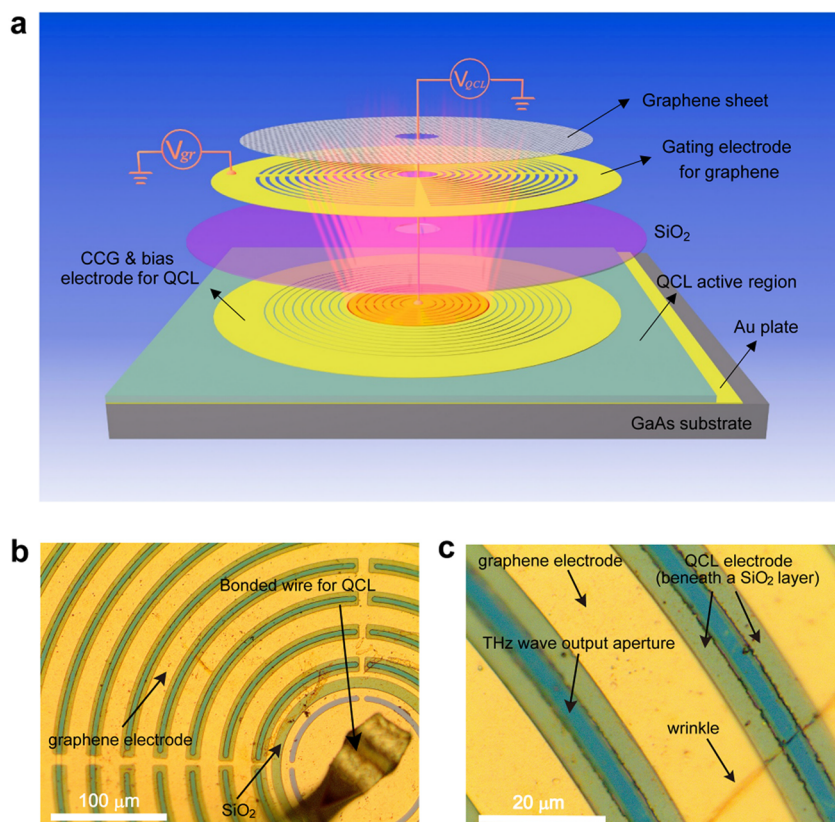 a
V_QCL
Graphene sheet
V_gr
Gating electrode
for graphene
SiO₂
CCG & bias
electrode for QCL
QCL active region
Au plate
GaAs substrate
b
Bonded wire for QCL
graphene electrode
SiO₂
100 μm
c
graphene electrode
QCL electrode
(beneath a SiO₂ layer)
THz wave output aperture
wrinkle
20 μm